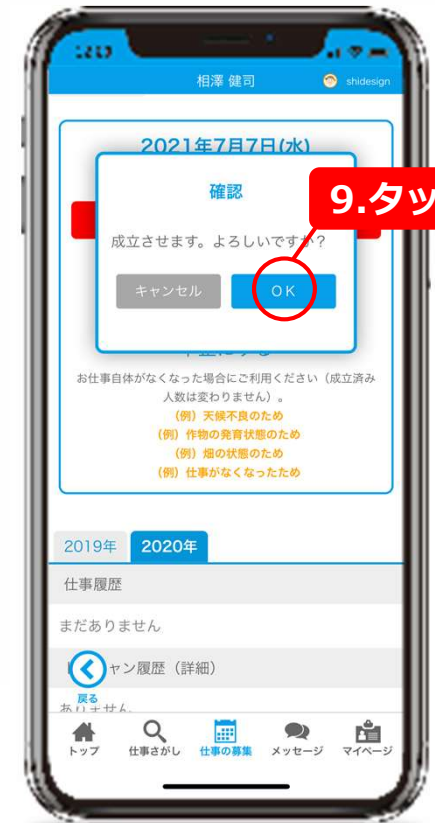 相澤 健司
shidesign
2021年7月7日(水)
確認
9.タッ
成立させます。よろしいですか？
キャンセル
ＯＫ
お仕事自体がなくなった場合にご利用ください（成立済み
人数は変わりません）。
(例) 天候不良のため
(例) 作物の発育状態のため
(例) 畑の状態のため
(例) 仕事がなくなったため
2019年
2020年
仕事履歴
まだありません
ャン履歴（詳細）
戻る
ありません
トップ
仕事さがし
仕事の募集
メッセージ
マイページ